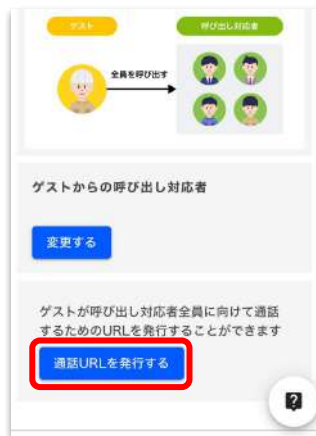 ゲスト
呼び出し対応者
全員を呼び出す
ゲストからの呼び出し対応者
変更する
ゲストが呼び出し対応者全員に向けて通話
するためのURLを発行することができます
通話URLを発行する
?